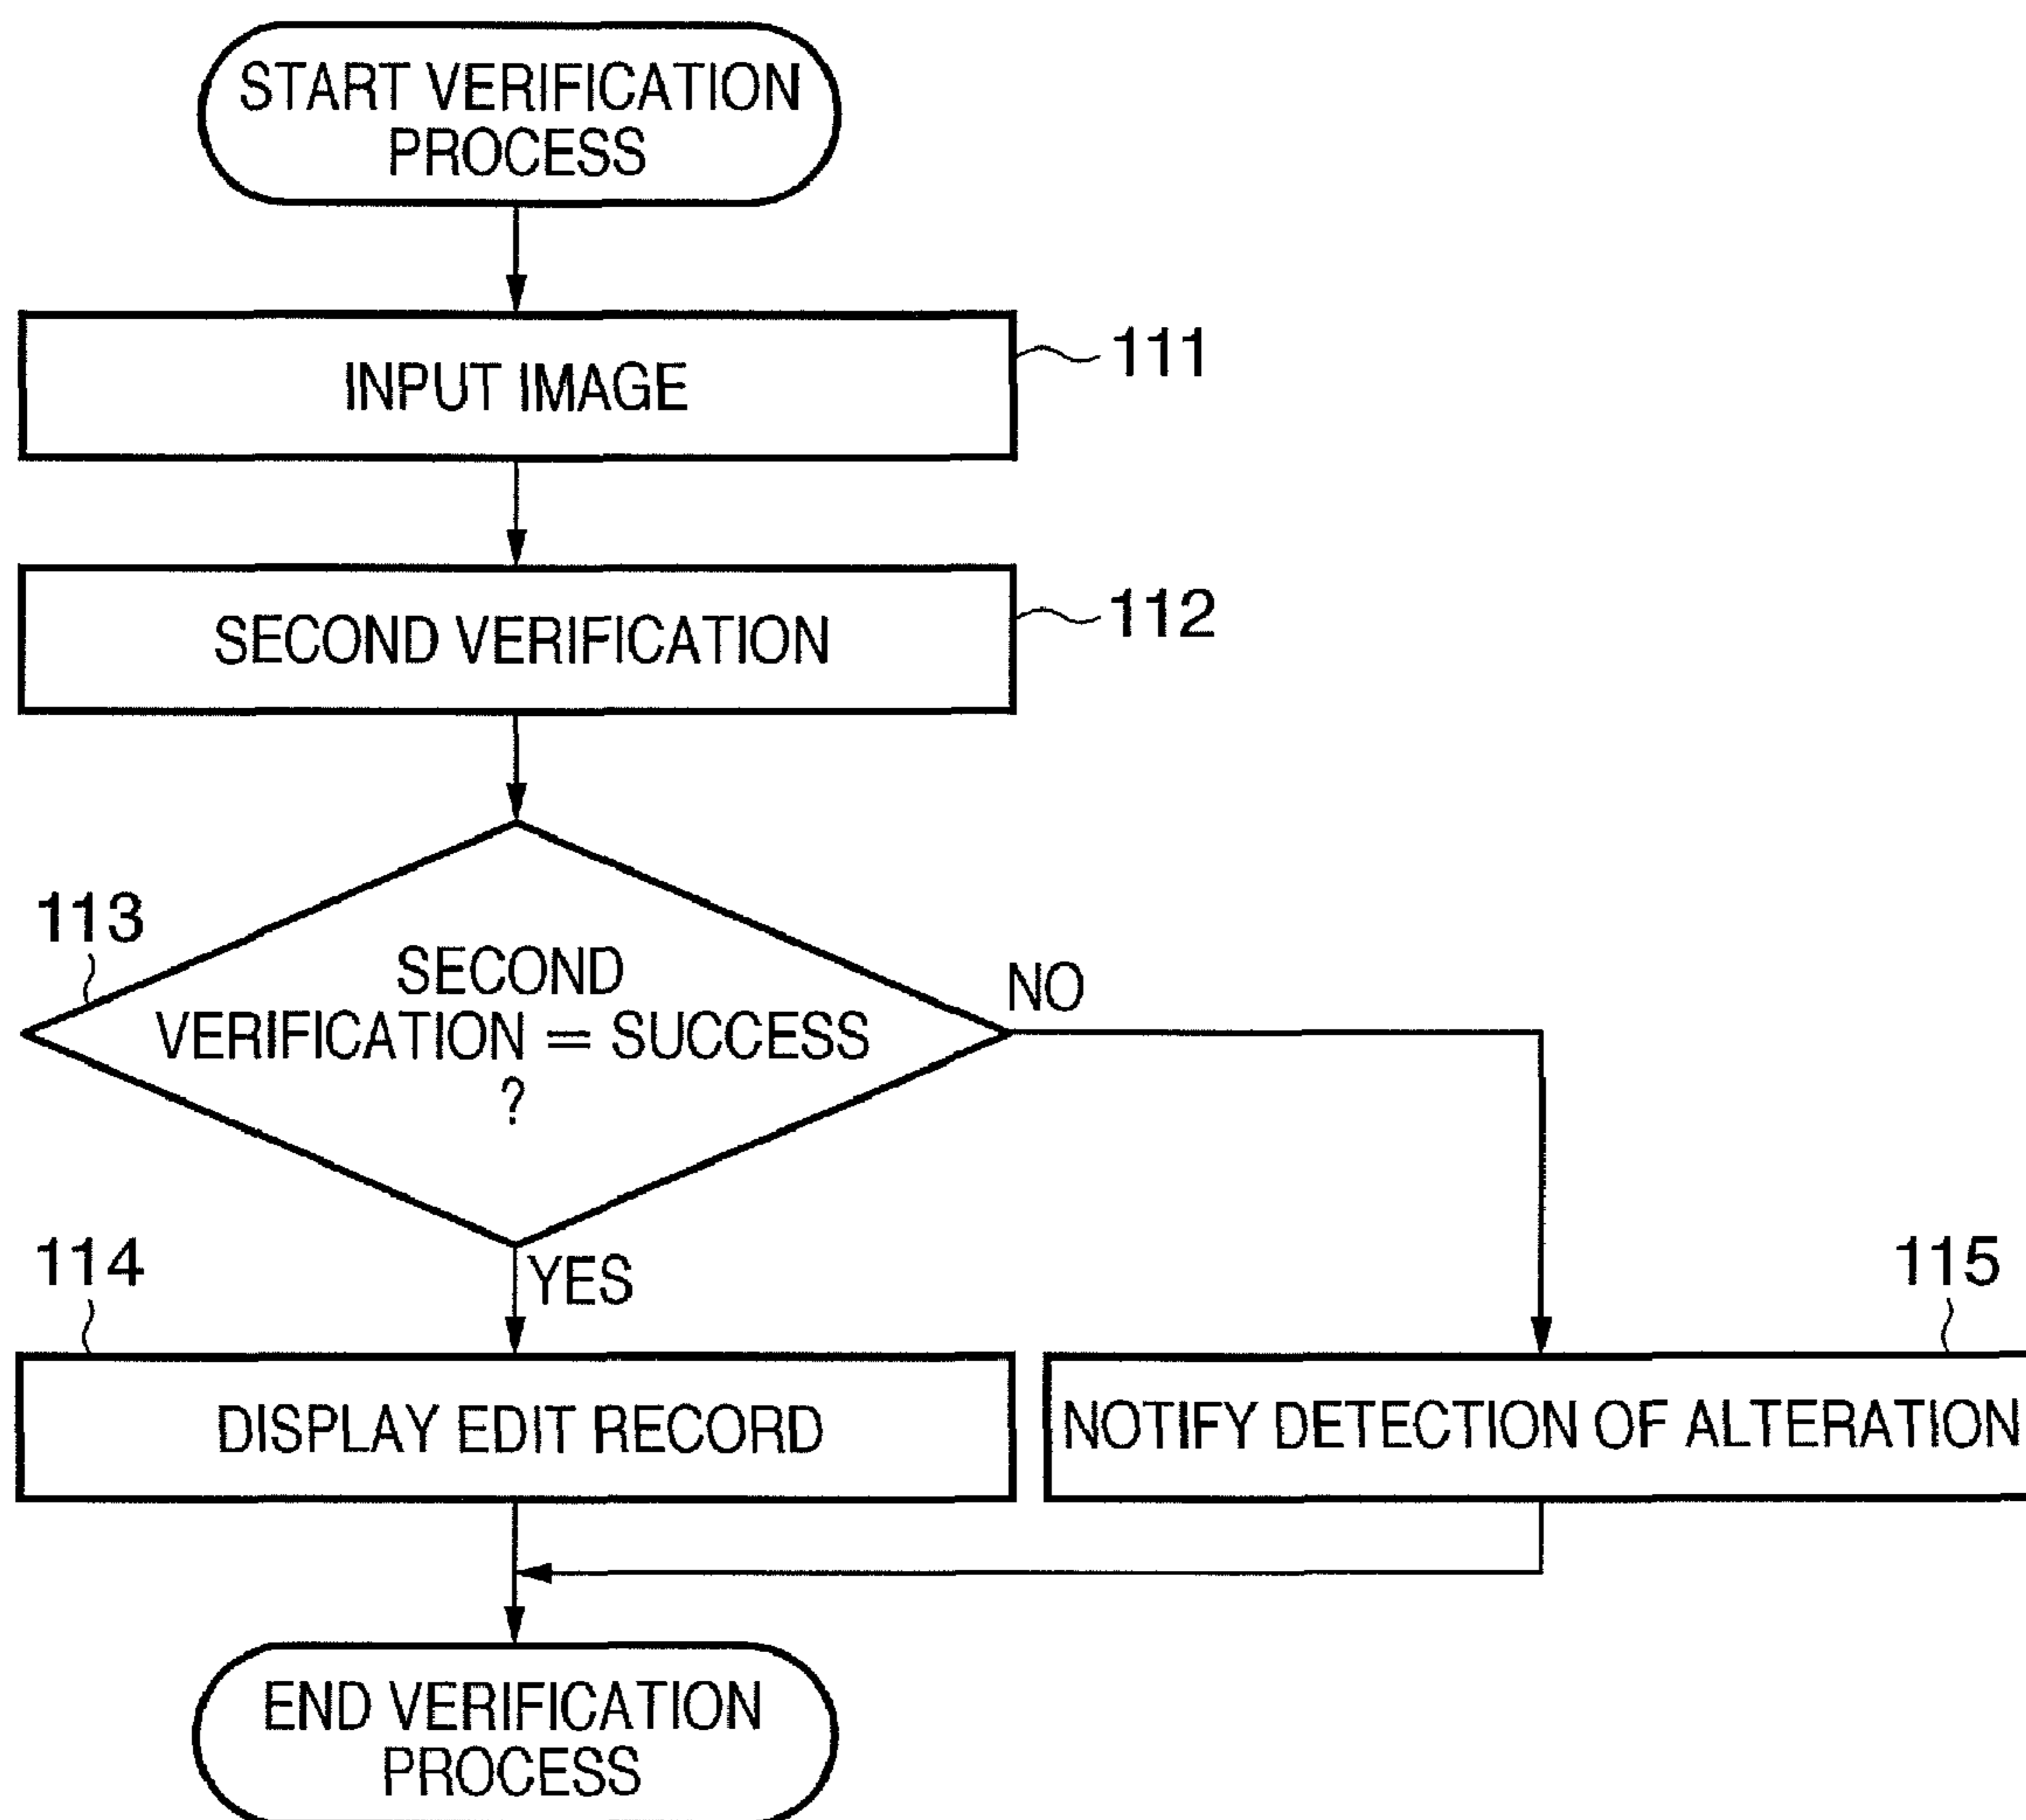 START VERIFICATION
PROCESS
INPUT IMAGE
111
SECOND VERIFICATION
112
113
SECOND
VERIFICATION = SUCCESS
?
NO
YES
114
115
DISPLAY EDIT RECORD
NOTIFY DETECTION OF ALTERATION
END VERIFICATION
PROCESS